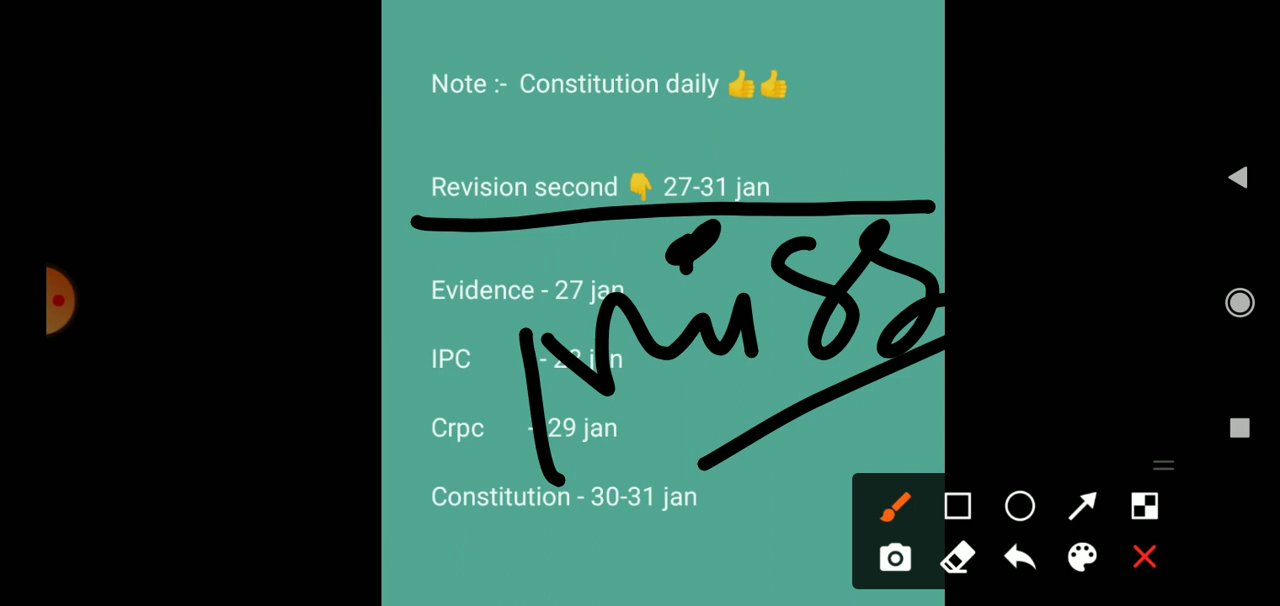 Note :- Constitution daily 👍👍
Revision second 👇 27-31 jan
Miss
Evidence - 27 jan
IPC - 28 jan
Crpc - 29 jan
Constitution - 30-31 jan